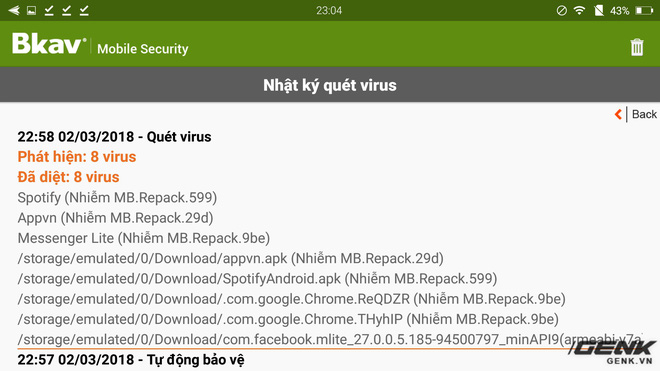 23:04
43%
Bkav® | Mobile Security
Nhật ký quét virus
Back
22:58 02/03/2018 - Quét virus
Phát hiện: 8 virus
Đã diệt: 8 virus
Spotify (Nhiễm MB.Repack.599)
Appvn (Nhiễm MB.Repack.29d)
Messenger Lite (Nhiễm MB.Repack.9be)
/storage/emulated/0/Download/appvn.apk (Nhiễm MB.Repack.29d)
/storage/emulated/0/Download/SpotifyAndroid.apk (Nhiễm MB.Repack.599)
/storage/emulated/0/Download/.com.google.Chrome.ReQDZR (Nhiễm MB.Repack.9be)
/storage/emulated/0/Download/.com.google.Chrome.THyhIP (Nhiễm MB.Repack.9be)
/storage/emulated/0/Download/com.facebook.mlite_27.0.0.5.185-94500797_minAPI9(armeabi-v7a
22:57 02/03/2018 - Tự động bảo vệ
GENK
GENK.VN